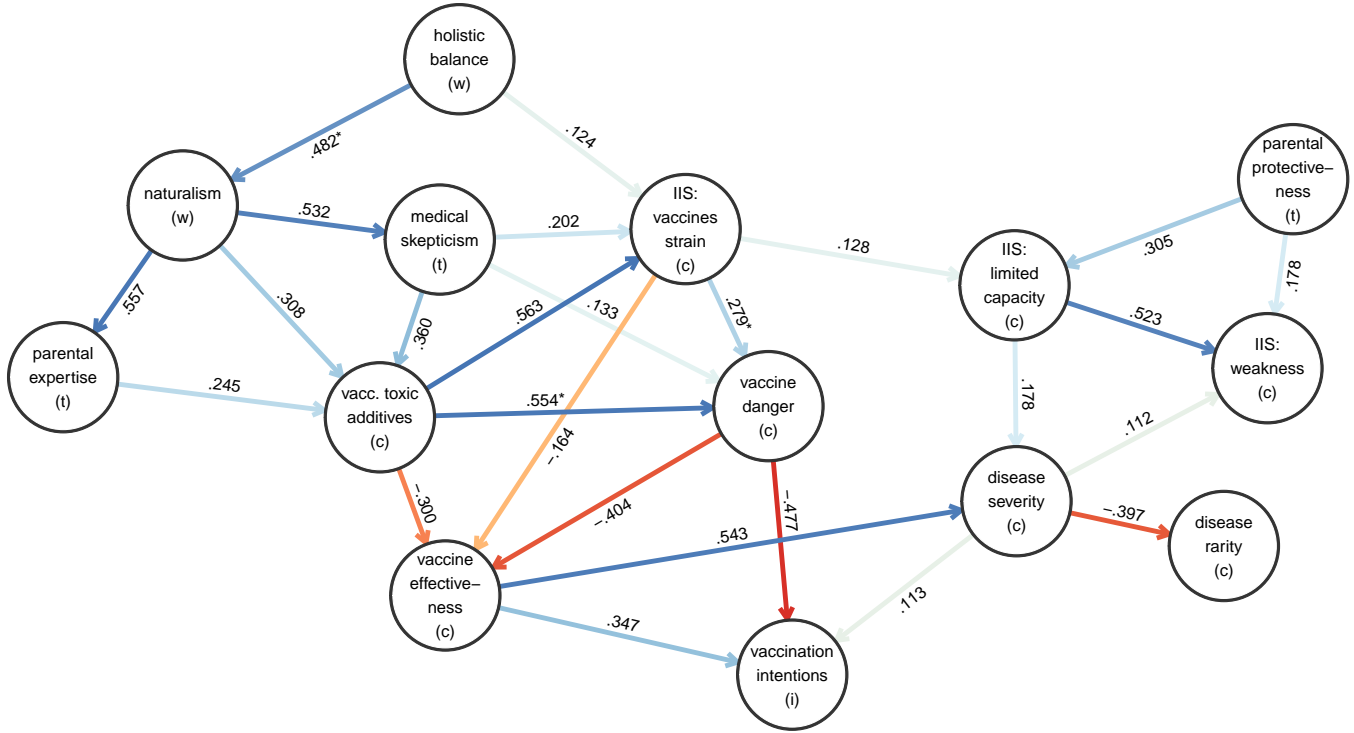 holistic
balance
(w)
.482*
.124
parental
protective–
ness
(t)
naturalism
(w)
.532
medical
skepticism
(t)
.202
IIS:
vaccines
strain
(c)
.128
IIS:
limited
capacity
(c)
.305
.178
.557
.308
.360
.563
.133
.279*
.523
IIS:
weakness
(c)
parental
expertise
(t)
.245
vacc. toxic
additives
(c)
.554*
vaccine
danger
(c)
.178
.112
–.164
–.300
–.404
–.477
disease
severity
(c)
–.397
disease
rarity
(c)
vaccine
effective–
ness
(c)
.543
.347
.113
vaccination
intentions
(i)